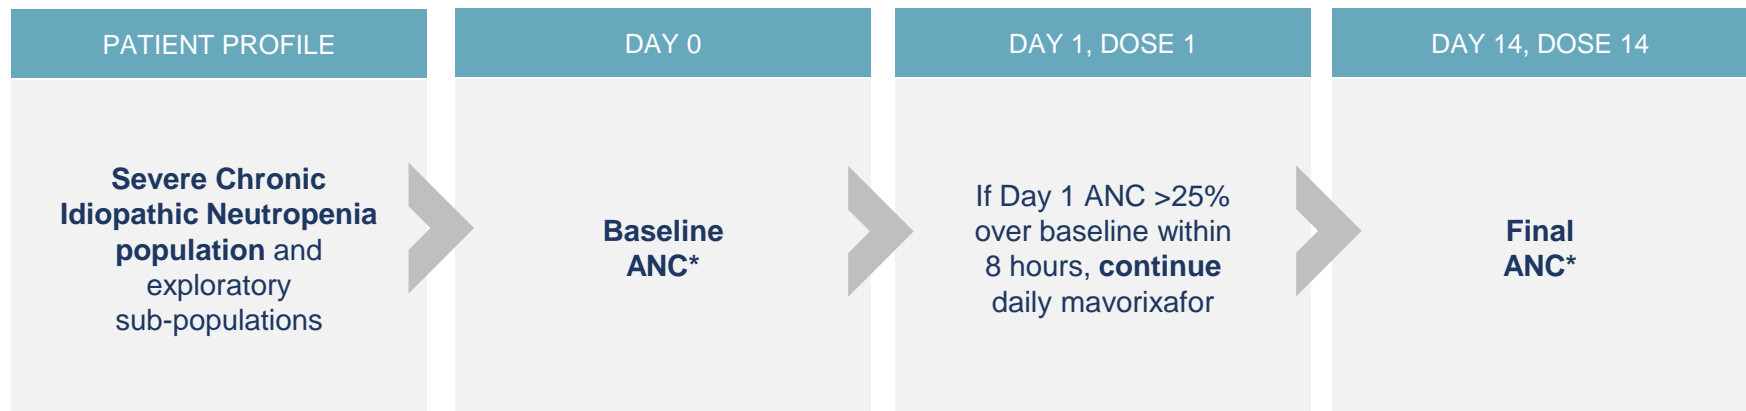 PATIENT PROFILE
Severe Chronic
Idiopathic Neutropenia
population and
exploratory
sub-populations
DAY 0
Baseline
ANC*
DAY 1, DOSE 1
If Day 1 ANC >25%
over baseline within
8 hours, continue
daily mavorixafor
DAY 14, DOSE 14
Final
ANC*